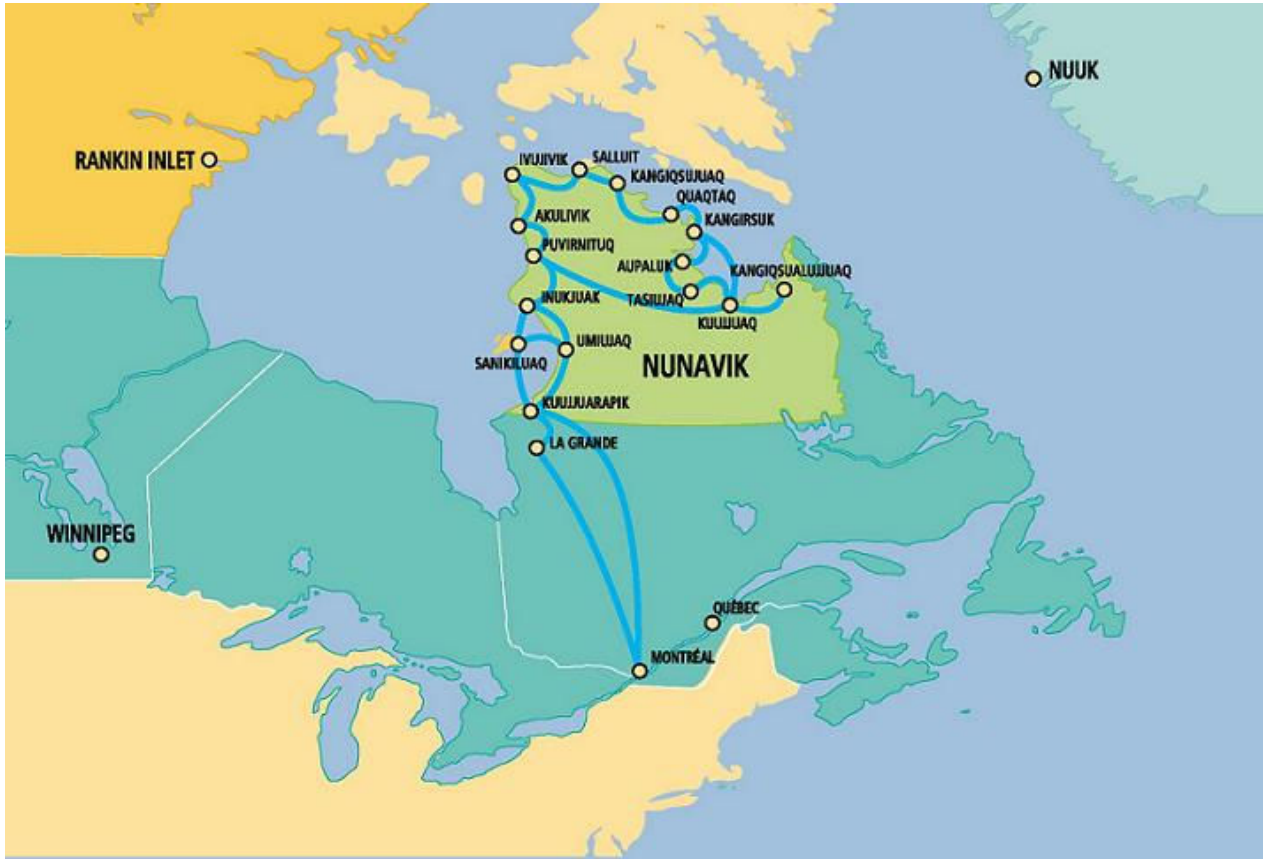 NUUK
RANKIN INLET
IVUJIVIK
SALLUIT
KANGIQSUJUAQ
QUAQTAQ
AKULIVIK
KANGIRSUK
PUVIRNITUQ
AUPALUK
KANGIQSUALUJJUAQ
TASIUJAQ
INUKJUAK
KUUJJUAQ
UMIUJAQ
SANIKILUAQ
NUNAVIK
KUUJJUARAPIK
LA GRANDE
WINNIPEG
QUÉBEC
MONTRÉAL